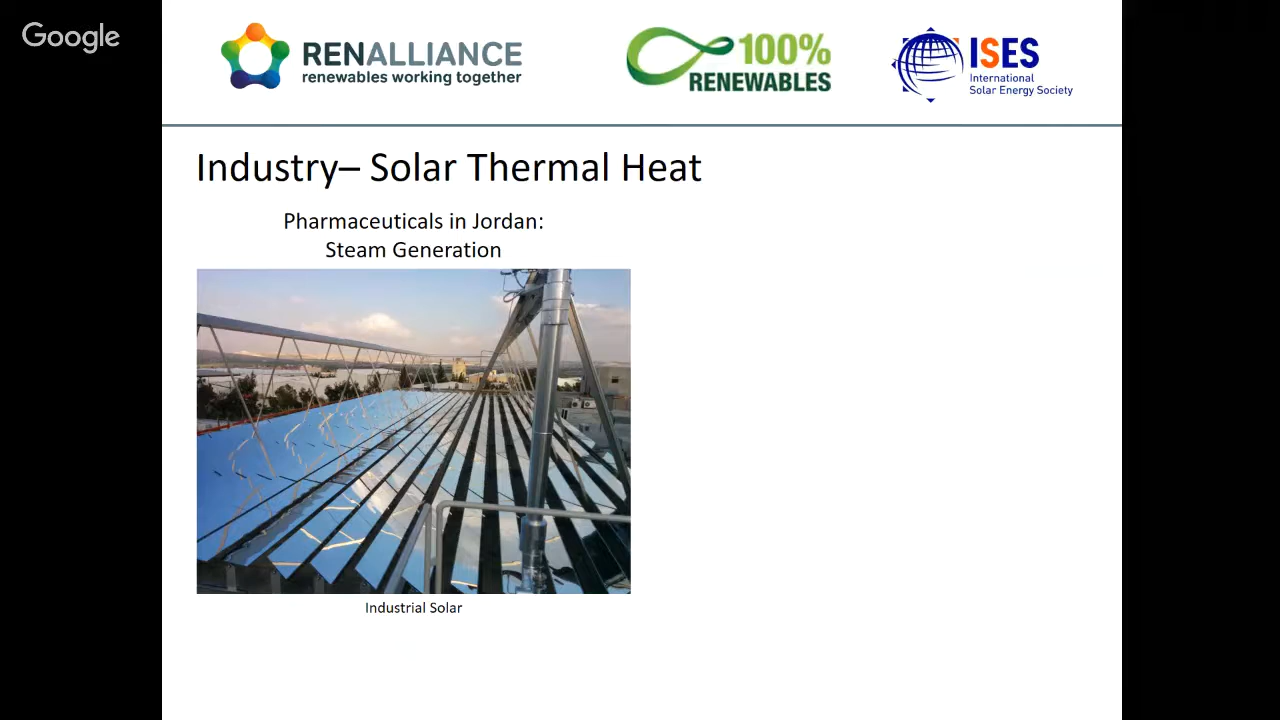 Google
RENALLIANCE
renewables working together
100%
RENEWABLES
ISES
International
Solar Energy Society
Industry– Solar Thermal Heat
Pharmaceuticals in Jordan:
Steam Generation
Industrial Solar